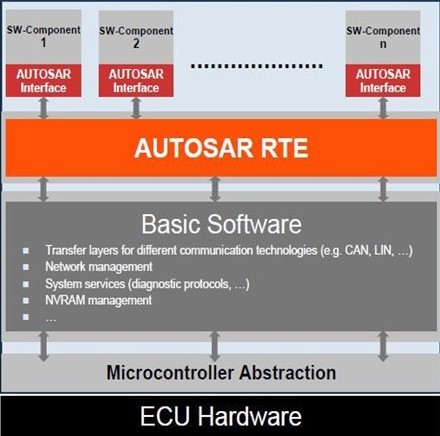 SW-Component SW-Component SW-Component
1 2 n
AUTOSAR AUTOSAR AUTOSAR
Interface Interface Interface
AUTOSAR RTE
Basic Software
Transfer layers for different communication technologies (e.g. CAN, LIN, …)
Network management
System services (diagnostic protocols, …)
NVRAM management
…
Microcontroller Abstraction
ECU Hardware